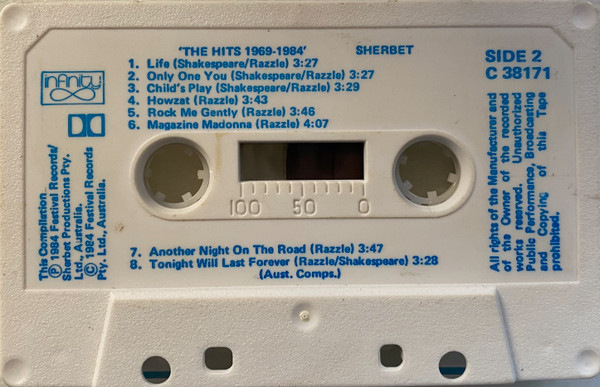 'THE HITS 1969-1984' SHERBET
SIDE 2
C 38171
infinity
1. Life (Shakespeare/Razzle) 3:27
2. Only One You (Shakespeare/Razzle) 3:27
3. Child's Play (Shakespeare/Razzle) 3:29
4. Howzat (Razzle) 3:43
5. Rock Me Gently (Razzle) 3:46
6. Magazine Madonna (Razzle) 4:07
100 50 0
7. Another Night On The Road (Razzle) 3:47
8. Tonight Will Last Forever (Razzle/Shakespeare) 3:28
(Aust. Comps.)
This Compilation
Ⓟ 1984 Festival Records/
Sherbet Productions Pty.
Ltd., Australia.
© 1984 Festival Records
Pty. Ltd., Australia.
All rights of the Manufacturer and
of the Owner of the recorded
works reserved. Unauthorized
Public Performance, Broadcasting
and Copying of this Tape
prohibited.